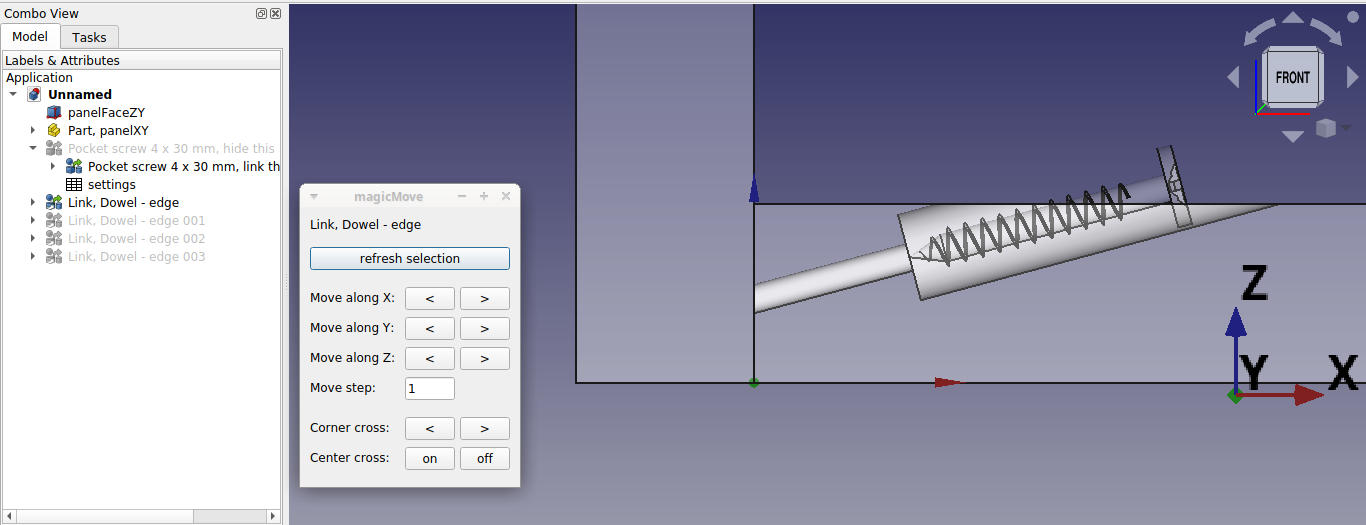 Combo View
Model
Tasks
Labels & Attributes
Application
Unnamed
panelFaceZY
Part, panelXY
Pocket screw 4 x 30 mm, hide this
Pocket screw 4 x 30 mm, link th
settings
Link, Dowel - edge
Link, Dowel - edge 001
Link, Dowel - edge 002
Link, Dowel - edge 003
magicMove
Link, Dowel - edge
refresh selection
Move along X: < >
Move along Y: < >
Move along Z: < >
Move step: 1
Corner cross: < >
Center cross: on off
FRONT
Z
Y X